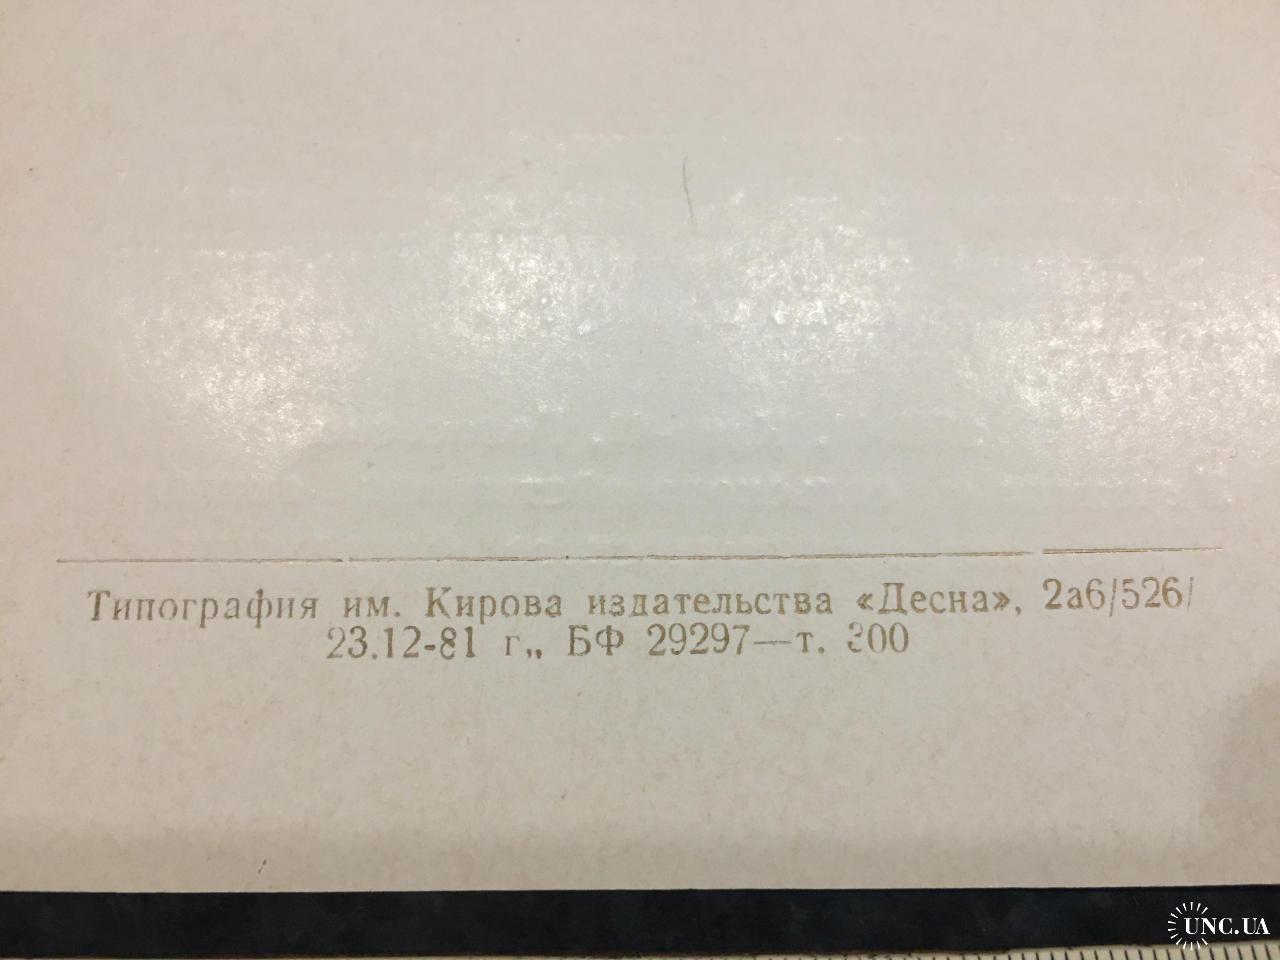 Типография им. Кирова издательства «Десна», 2а6/526/
23.12-81 г„ БФ 29297—т. 300
UNC.UA